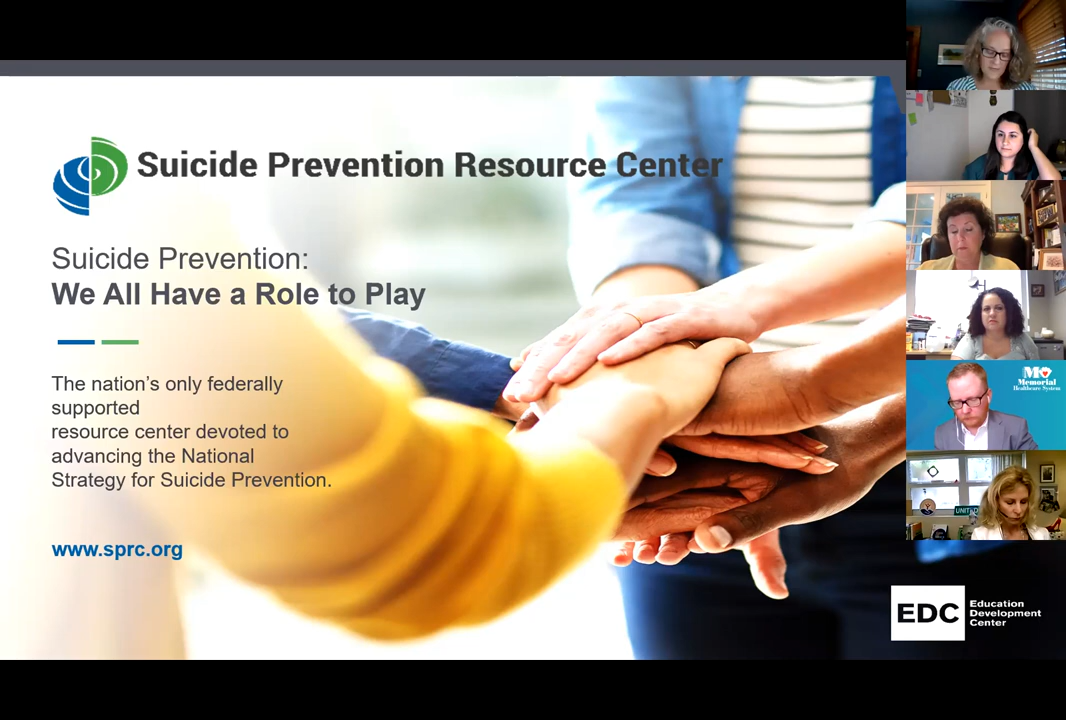 Suicide Prevention Resource Center
Suicide Prevention:
We All Have a Role to Play
The nation's only federally
supported
resource center devoted to
advancing the National
Strategy for Suicide Prevention.
www.sprc.org
M
Memorial
Healthcare System
UNITED
EDC
Education
Development
Center